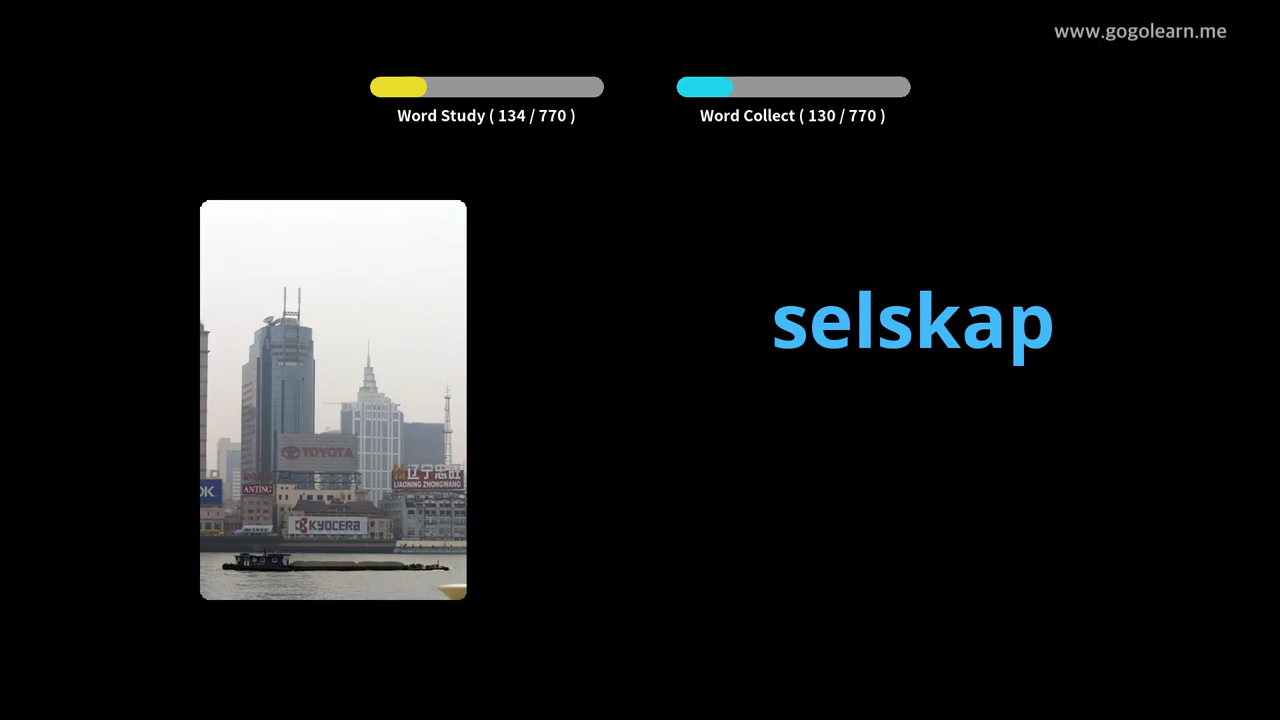 www.gogolearn.me
Word Study ( 134 / 770 )
Word Collect ( 130 / 770 )
selskap
TOYOTA
辽宁忠旺
LIAONING ZHONGWANG
OK
ANTING
KYOCERA